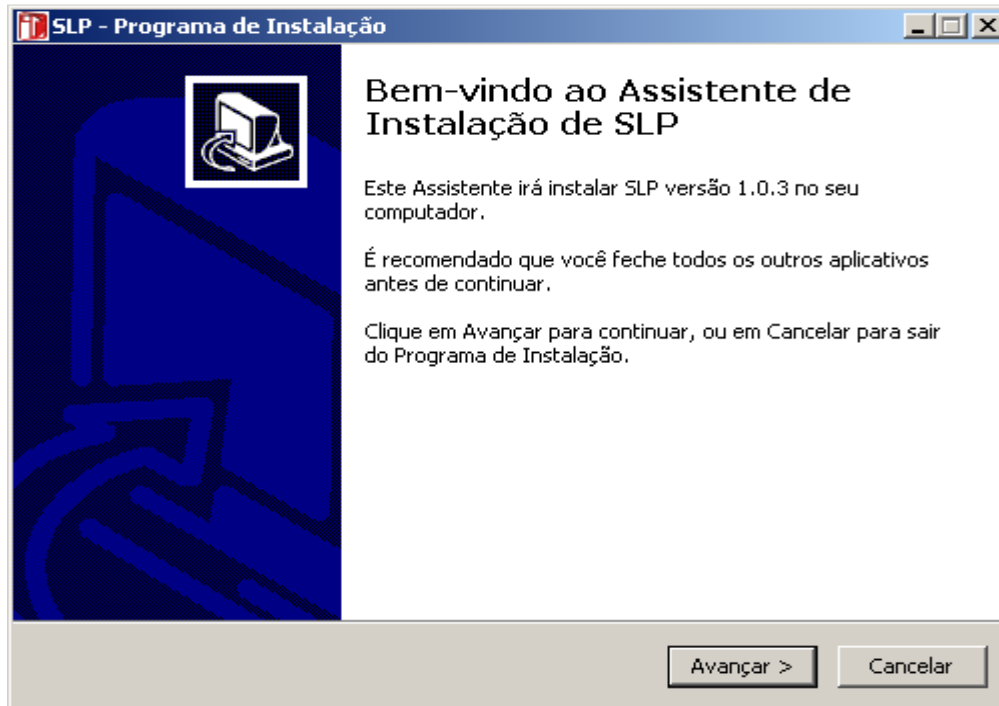 SLP - Programa de Instalação
Bem-vindo ao Assistente de
Instalação de SLP
Este Assistente irá instalar SLP versão 1.0.3 no seu
computador.
É recomendado que você feche todos os outros aplicativos
antes de continuar.
Clique em Avançar para continuar, ou em Cancelar para sair
do Programa de Instalação.
Avançar >
Cancelar